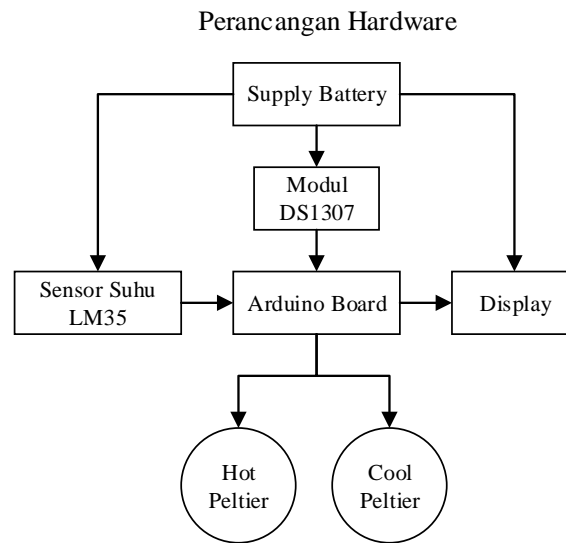 Perancangan Hardware
Supply Battery
Modul
DS1307
Sensor Suhu
LM35
Arduino Board
Display
Hot
Peltier
Cool
Peltier